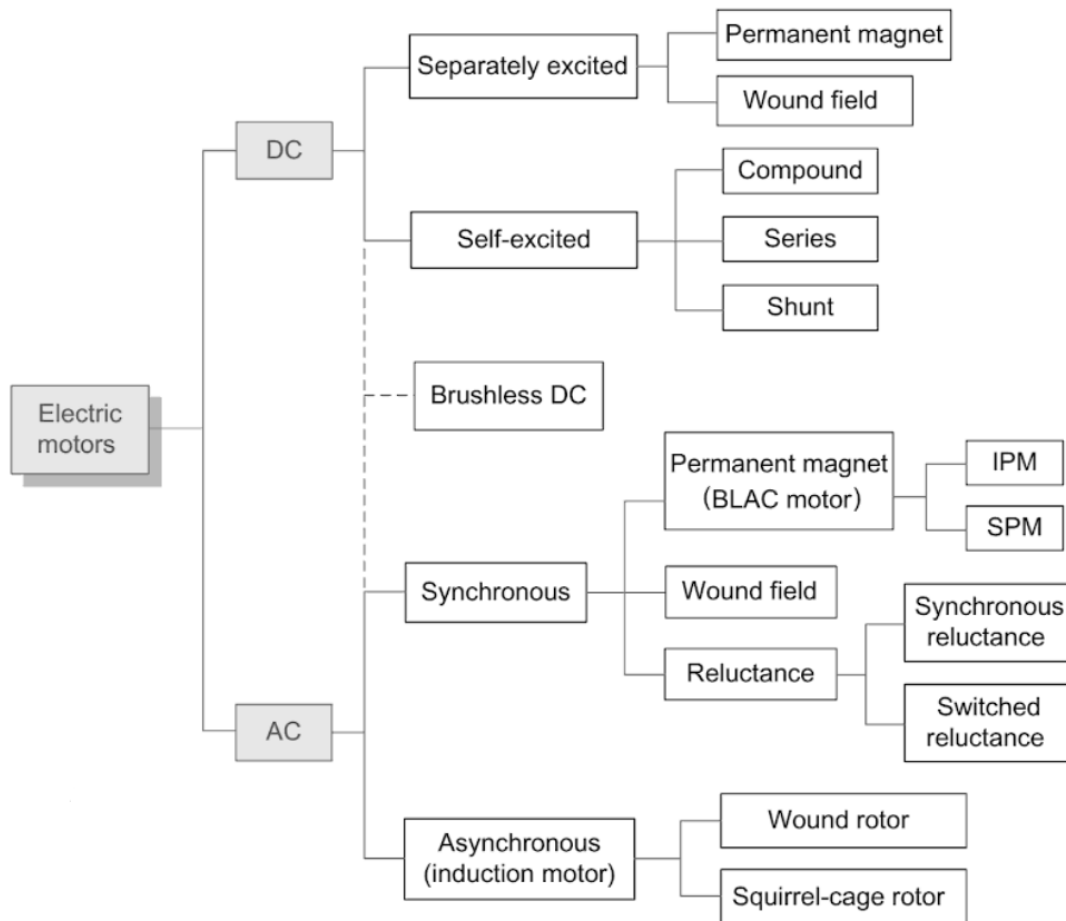 Permanent magnet
Separately excited
Wound field
DC
Compound
Self-excited
Series
Shunt
Brushless DC
Electric
motors
Permanent magnet
(BLAC motor)
IPM
SPM
Synchronous
Wound field
Synchronous
reluctance
Reluctance
Switched
reluctance
AC
Asynchronous
(induction motor)
Wound rotor
Squirrel-cage rotor